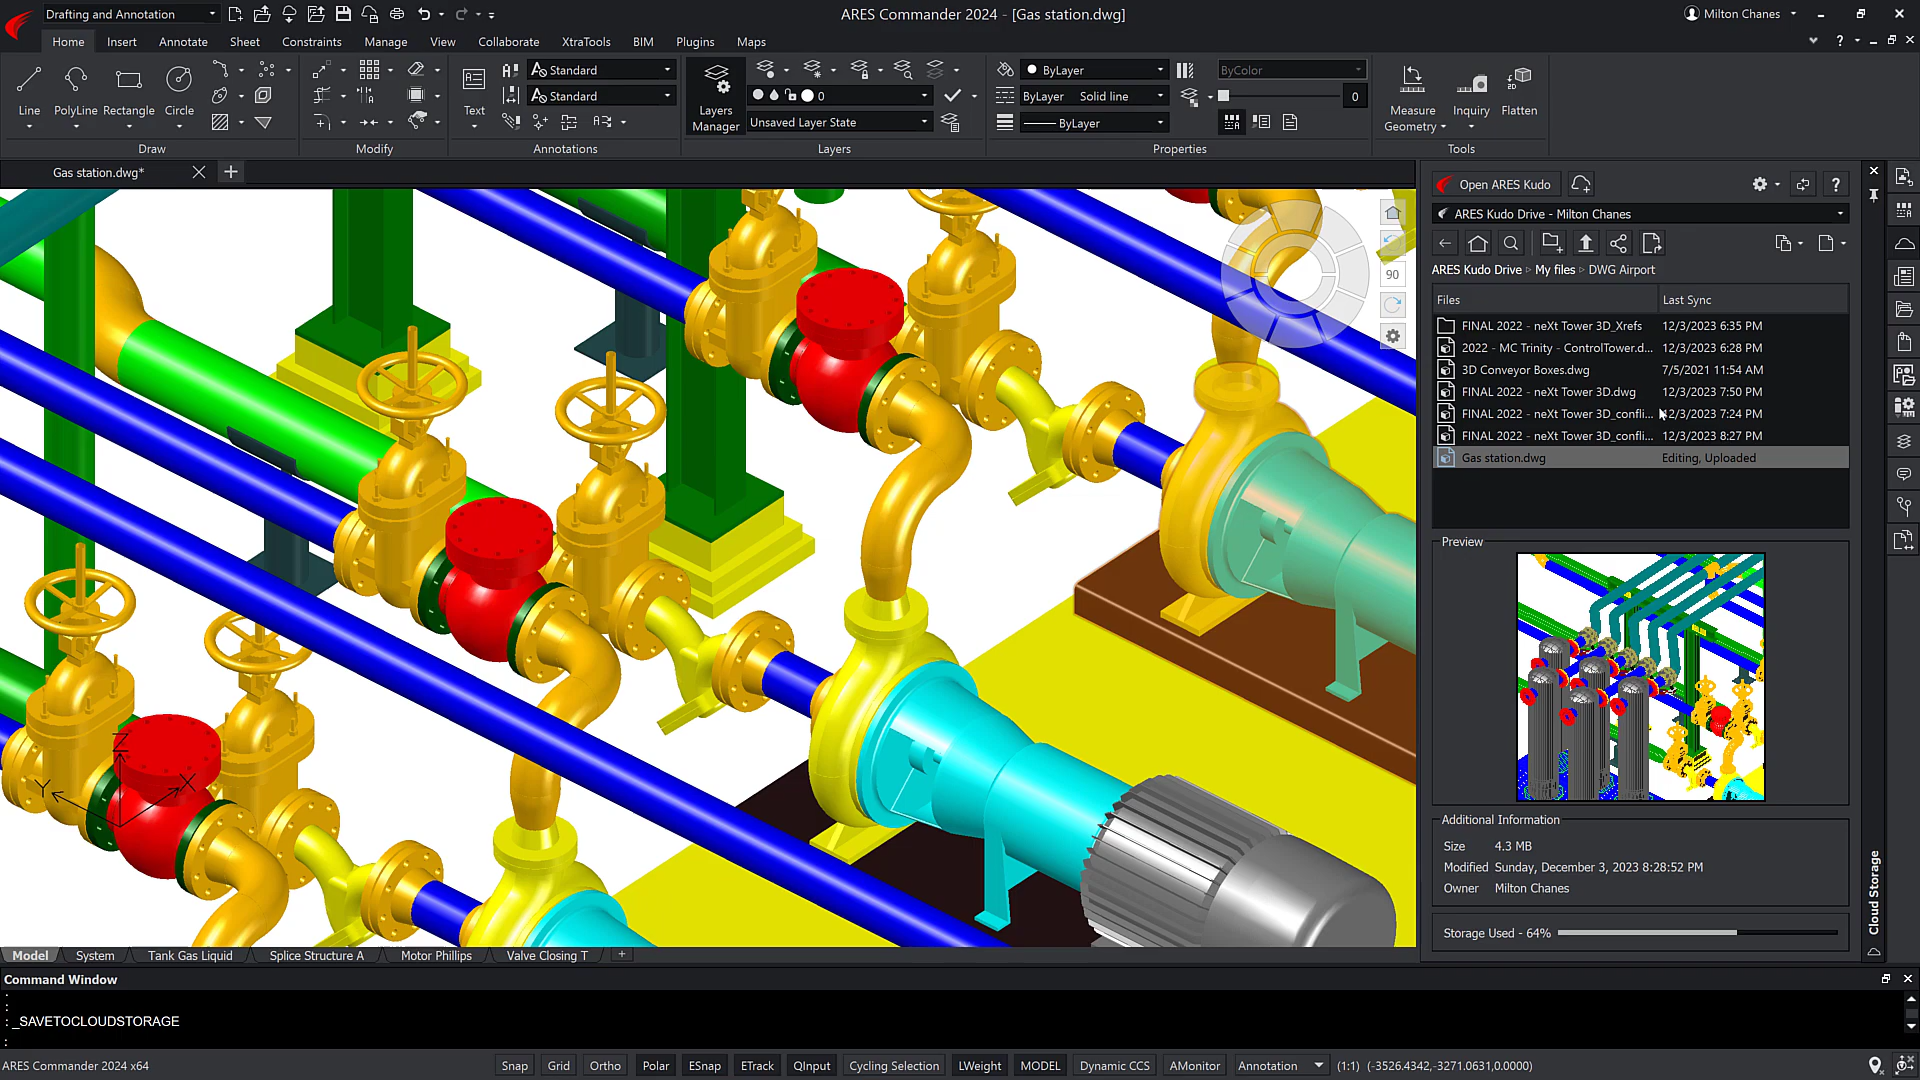 Drafting and Annotation
ARES Commander 2024 - [Gas station.dwg]
Milton Chanes
Home Insert Annotate Sheet Constraints Manage View Collaborate XtraTools BIM Plugins Maps
Line PolyLine Rectangle Circle
Draw
Modify
Text
Standard
Standard
Annotations
Layers Manager
0
Unsaved Layer State
Layers
ByLayer
ByLayer Solid line
ByLayer
ByColor
0
Properties
Measure Geometry
Inquiry
Flatten
2D
Tools
Gas station.dwg*
90
Z
Y
X
Open ARES Kudo
ARES Kudo Drive - Milton Chanes
ARES Kudo Drive My files DWG Airport
Files Last Sync
FINAL 2022 - neXt Tower 3D_Xrefs 12/3/2023 6:35 PM
2022 - MC Trinity - ControlTower.d... 12/3/2023 6:28 PM
3D Conveyor Boxes.dwg 7/5/2021 11:54 AM
FINAL 2022 - neXt Tower 3D.dwg 12/3/2023 7:50 PM
FINAL 2022 - neXt Tower 3D_confli... 12/3/2023 7:24 PM
FINAL 2022 - neXt Tower 3D_confli... 12/3/2023 8:27 PM
Gas station.dwg Editing, Uploaded
Preview
Additional Information
Size 4.3 MB
Modified Sunday, December 3, 2023 8:28:52 PM
Owner Milton Chanes
Storage Used - 64%
Cloud Storage
Model System Tank Gas Liquid Splice Structure A Motor Phillips Valve Closing T
Command Window
:
:
: _SAVETOCLOUDSTORAGE
:
ARES Commander 2024 x64
Snap Grid Ortho Polar ESnap ETrack QInput Cycling Selection LWeight MODEL Dynamic CCS AMonitor Annotation (1:1) (-3526.4342,-3271.0631,0.0000)